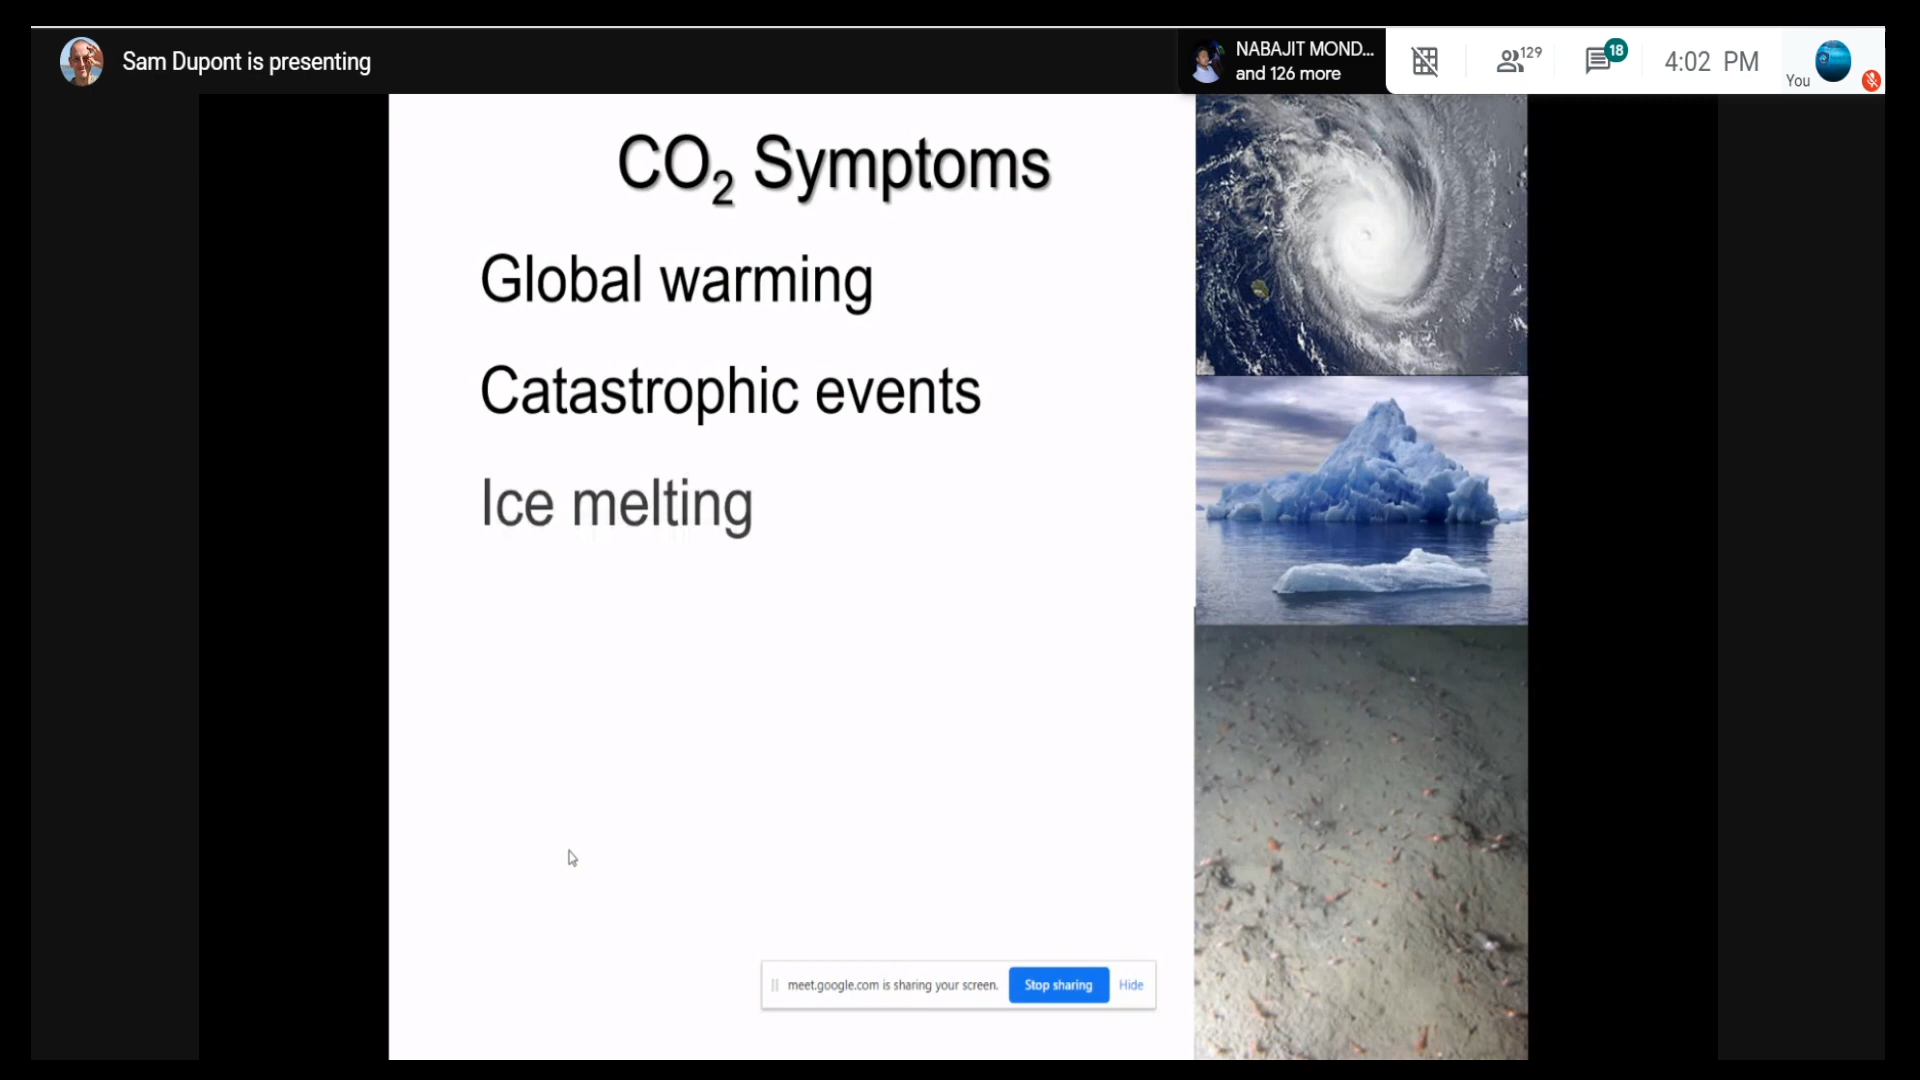 Sam Dupont is presenting
NABAJIT MOND...
and 126 more
129
18
4:02 PM
You
CO₂ Symptoms
Global warming
Catastrophic events
Ice melting
meet.google.com is sharing your screen.
Stop sharing
Hide